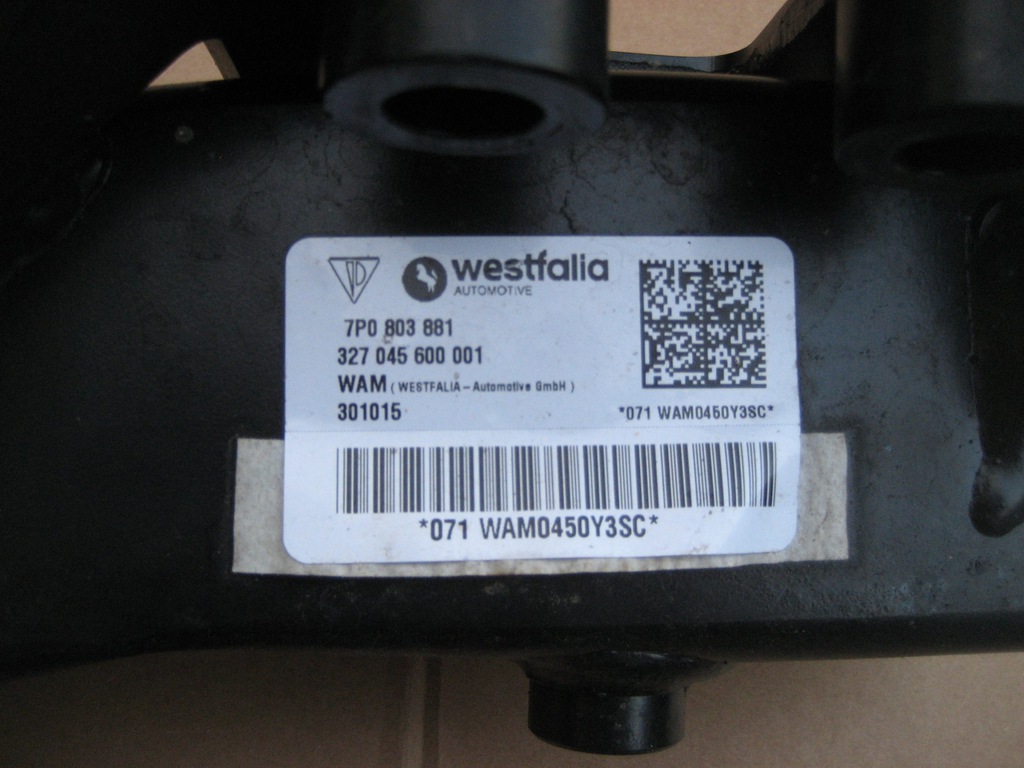 westfalia
AUTOMOTIVE
7P0 803 881
327 045 600 001
WAM ( WESTFALIA - Automotive GmbH )
301015
*071 WAM0450Y3SC*
*071 WAM0450Y3SC*